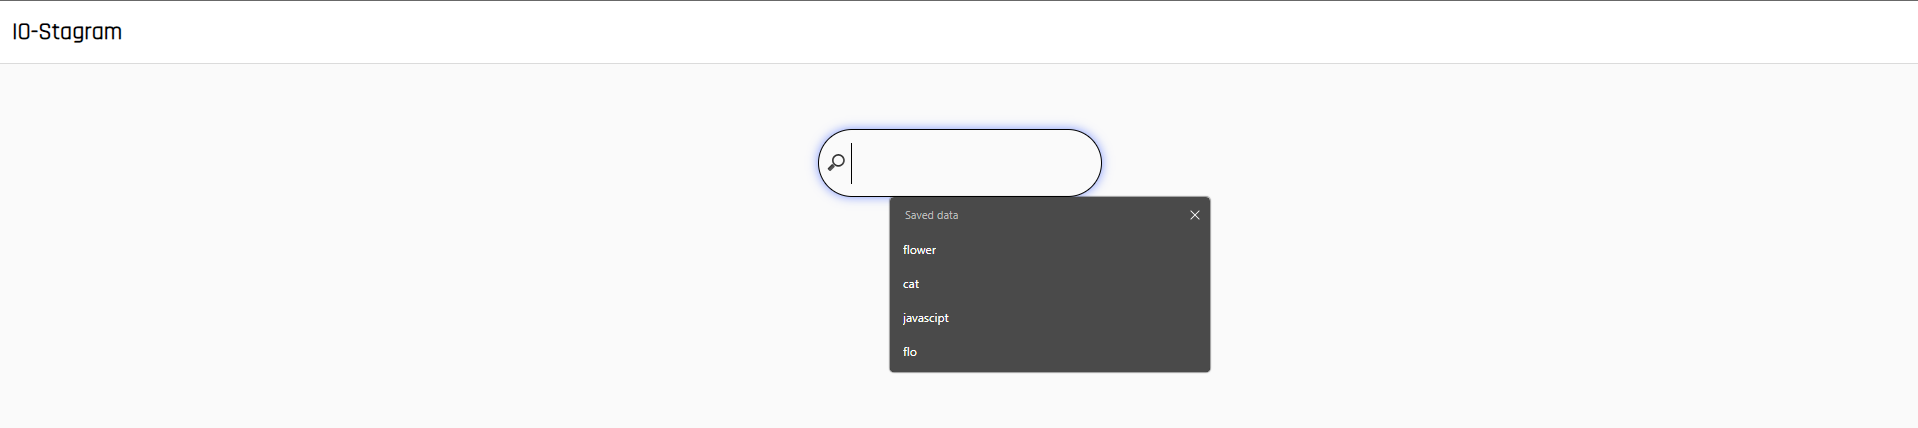 IO-Stagram
Saved data
flower
cat
javascipt
flo